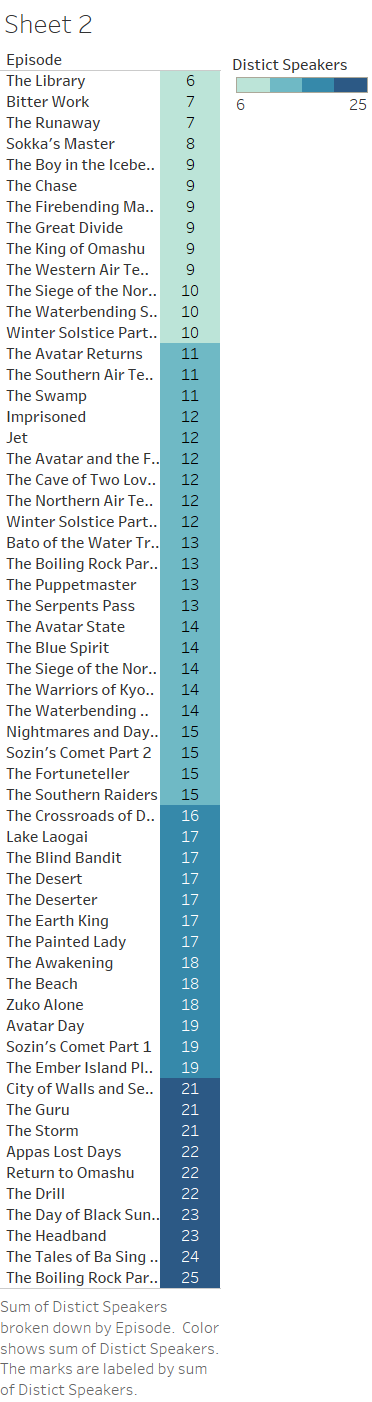 Sheet 2
Episode
Distict Speakers
6 25
The Library 6
Bitter Work 7
The Runaway 7
Sokka's Master 8
The Boy in the Icebe.. 9
The Chase 9
The Firebending Ma.. 9
The Great Divide 9
The King of Omashu 9
The Western Air Te.. 9
The Siege of the Nor.. 10
The Waterbending S.. 10
Winter Solstice Part.. 10
The Avatar Returns 11
The Southern Air Te.. 11
The Swamp 11
Imprisoned 12
Jet 12
The Avatar and the F.. 12
The Cave of Two Lov.. 12
The Northern Air Te.. 12
Winter Solstice Part.. 12
Bato of the Water Tr.. 13
The Boiling Rock Par.. 13
The Puppetmaster 13
The Serpents Pass 13
The Avatar State 14
The Blue Spirit 14
The Siege of the Nor.. 14
The Warriors of Kyo.. 14
The Waterbending .. 14
Nightmares and Day.. 15
Sozin's Comet Part 2 15
The Fortuneteller 15
The Southern Raiders 15
The Crossroads of D.. 16
Lake Laogai 17
The Blind Bandit 17
The Desert 17
The Deserter 17
The Earth King 17
The Painted Lady 17
The Awakening 18
The Beach 18
Zuko Alone 18
Avatar Day 19
Sozin's Comet Part 1 19
The Ember Island Pl.. 19
City of Walls and Se.. 21
The Guru 21
The Storm 21
Appas Lost Days 22
Return to Omashu 22
The Drill 22
The Day of Black Sun.. 23
The Headband 23
The Tales of Ba Sing .. 24
The Boiling Rock Par.. 25
Sum of Distict Speakers
broken down by Episode. Color
shows sum of Distict Speakers.
The marks are labeled by sum
of Distict Speakers.